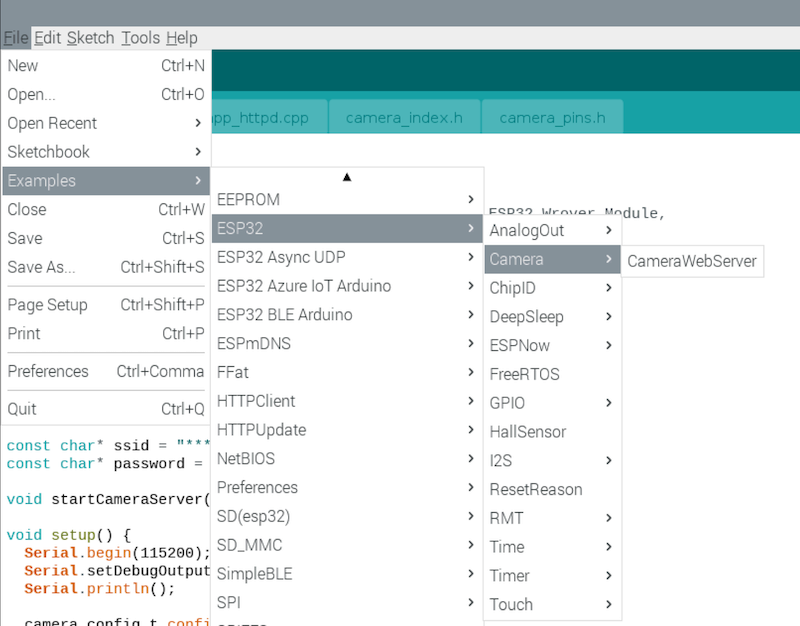 File Edit Sketch Tools Help
New Ctrl+N
Open... Ctrl+O
Open Recent
Sketchbook
Examples
Close Ctrl+W
Save Ctrl+S
Save As... Ctrl+Shift+S
Page Setup Ctrl+Shift+P
Print Ctrl+P
Preferences Ctrl+Comma
Quit Ctrl+Q
app_httpd.cpp camera_index.h camera_pins.h
EEPROM
ESP32
ESP32 Async UDP
ESP32 Azure IoT Arduino
ESP32 BLE Arduino
ESPmDNS
FFat
HTTPClient
HTTPUpdate
NetBIOS
Preferences
SD(esp32)
SD_MMC
SimpleBLE
SPI
ESP32 Wrover Module,
AnalogOut
Camera
ChipID
DeepSleep
ESPNow
FreeRTOS
GPIO
HallSensor
I2S
ResetReason
RMT
Time
Timer
Touch
CameraWebServer
const char* ssid = "***
const char* password =
void startCameraServer(
void setup() {
Serial.begin(115200);
Serial.setDebugOutput
Serial.println();
camera_config_t config